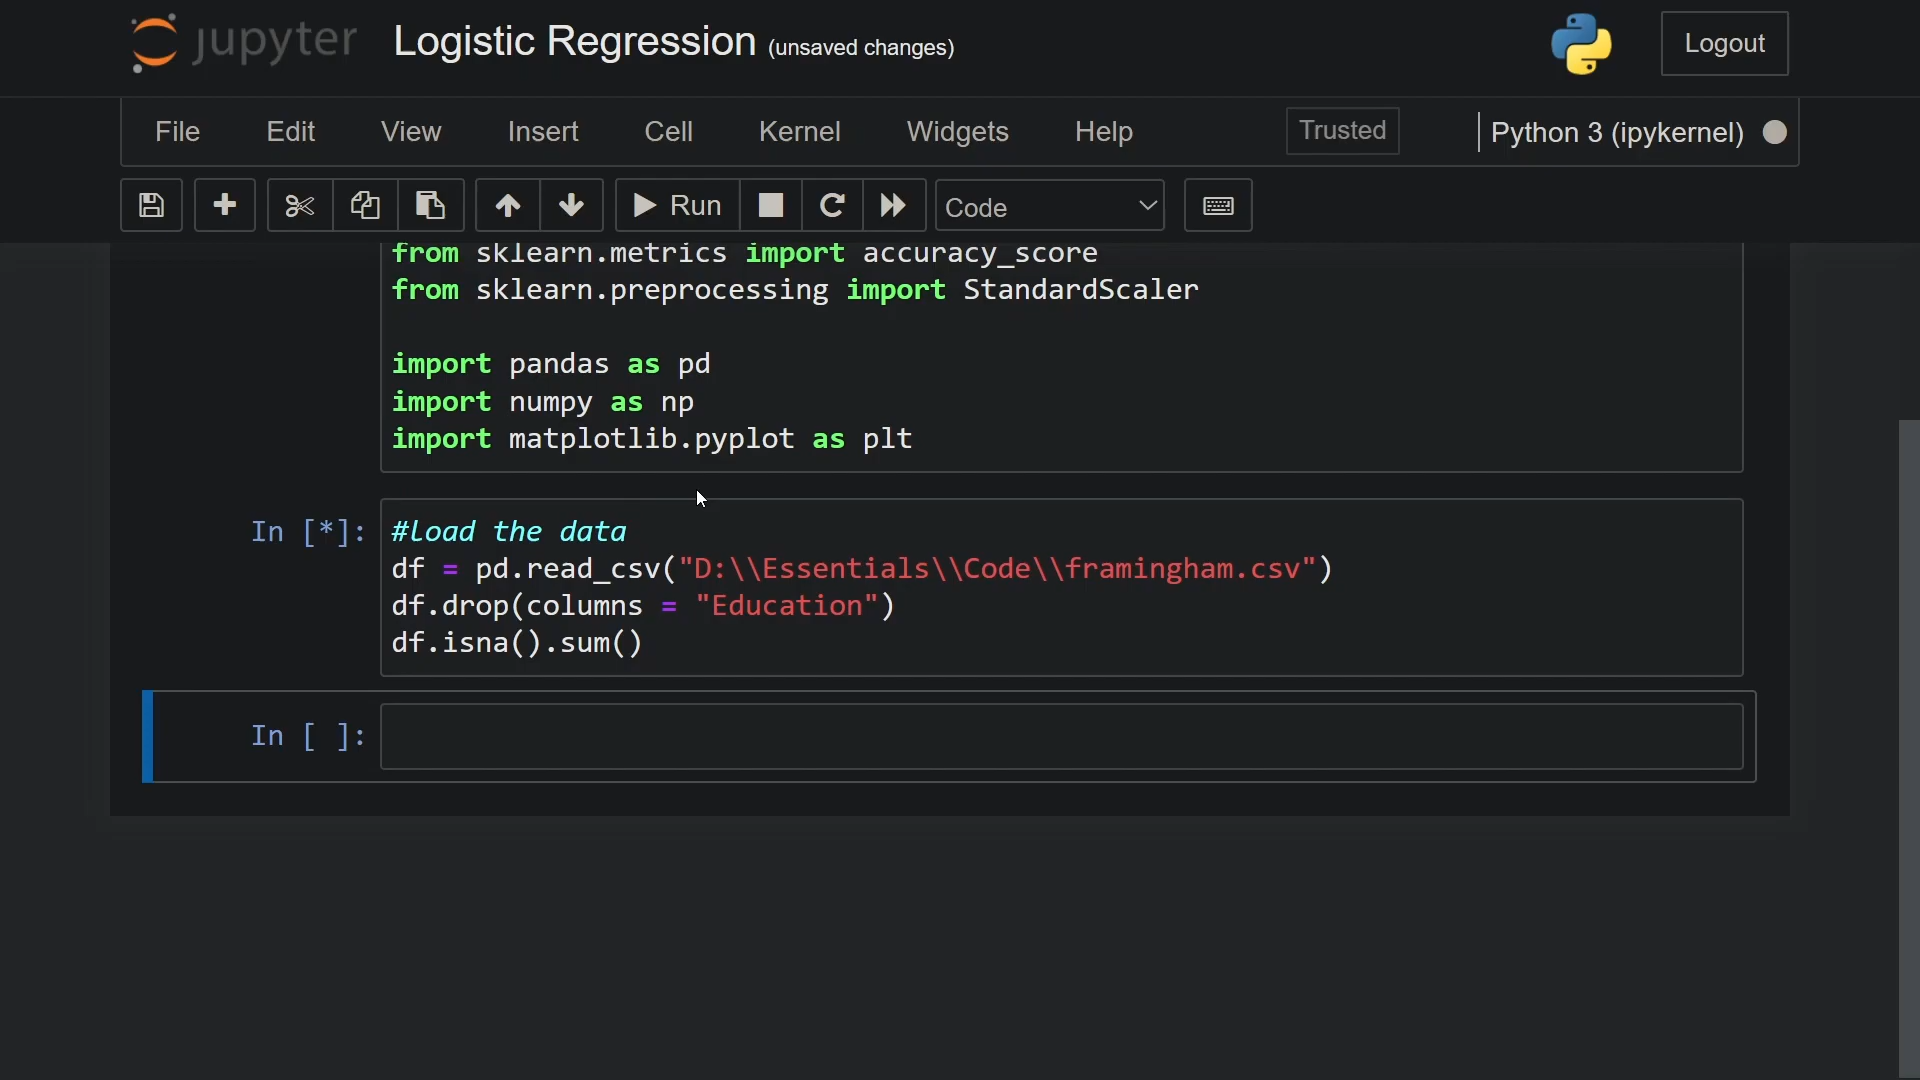 jupyter Logistic Regression (unsaved changes) Logout
File Edit View Insert Cell Kernel Widgets Help Trusted Python 3 (ipykernel)
Run Code
from sklearn.metrics import accuracy_score
from sklearn.preprocessing import StandardScaler
import pandas as pd
import numpy as np
import matplotlib.pyplot as plt
In [*]: #load the data
df = pd.read_csv("D:\\Essentials\\Code\\framingham.csv")
df.drop(columns = "Education")
df.isna().sum()
In [ ]: